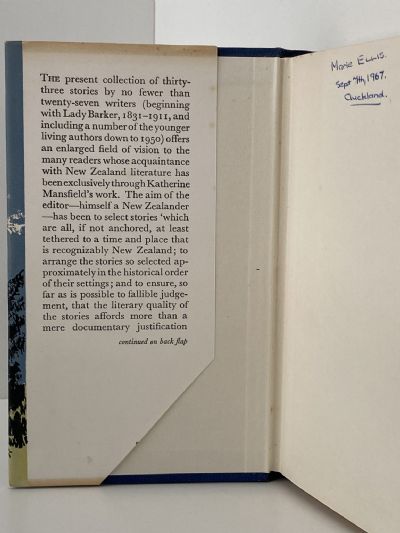 THE present collection of thirty-
three stories by no fewer than
twenty-seven writers (beginning
with Lady Barker, 1831–1911, and
including a number of the younger
living authors down to 1950) offers
an enlarged field of vision to the
many readers whose acquaintance
with New Zealand literature has
been exclusively through Katherine
Mansfield's work. The aim of the
editor—himself a New Zealander
—has been to select stories 'which
are all, if not anchored, at least
tethered to a time and place that
is recognizably New Zealand; to
arrange the stories so selected ap-
proximately in the historical order
of their settings; and to ensure, so
far as is possible to fallible judge-
ment, that the literary quality of
the stories affords more than a
mere documentary justification
continued on back flap
Marie Ellis.
Sept 7th, 1967.
Auckland.